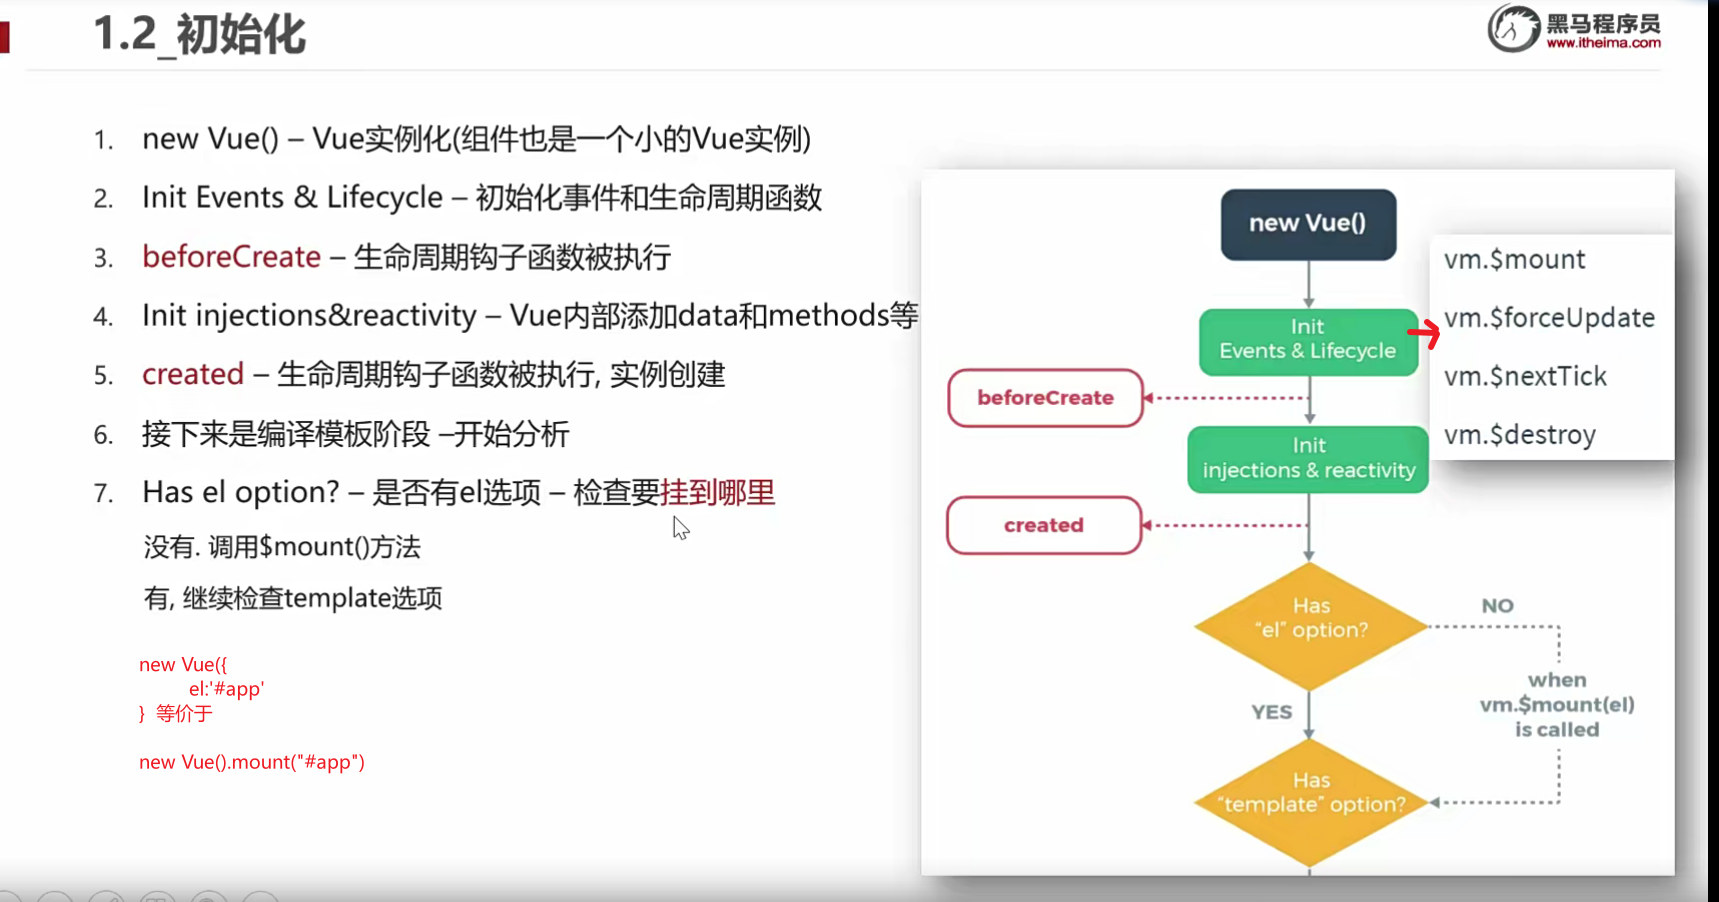 1.2_初始化
黑马程序员
www.itheima.com
1. new Vue() – Vue实例化(组件也是一个小的Vue实例)
2. Init Events & Lifecycle – 初始化事件和生命周期函数
3. beforeCreate – 生命周期钩子函数被执行
4. Init injections&reactivity – Vue内部添加data和methods等
5. created – 生命周期钩子函数被执行, 实例创建
6. 接下来是编译模板阶段 –开始分析
7. Has el option? – 是否有el选项 – 检查要挂到哪里
没有. 调用$mount()方法
有, 继续检查template选项
new Vue({
el:'#app'
} 等价于
new Vue().mount("#app")
new Vue()
Init
Events & Lifecycle
vm.$mount
vm.$forceUpdate
vm.$nextTick
vm.$destroy
beforeCreate
Init
injections & reactivity
created
Has
“el” option?
NO
YES
when
vm.$mount(el)
is called
Has
“template” option?